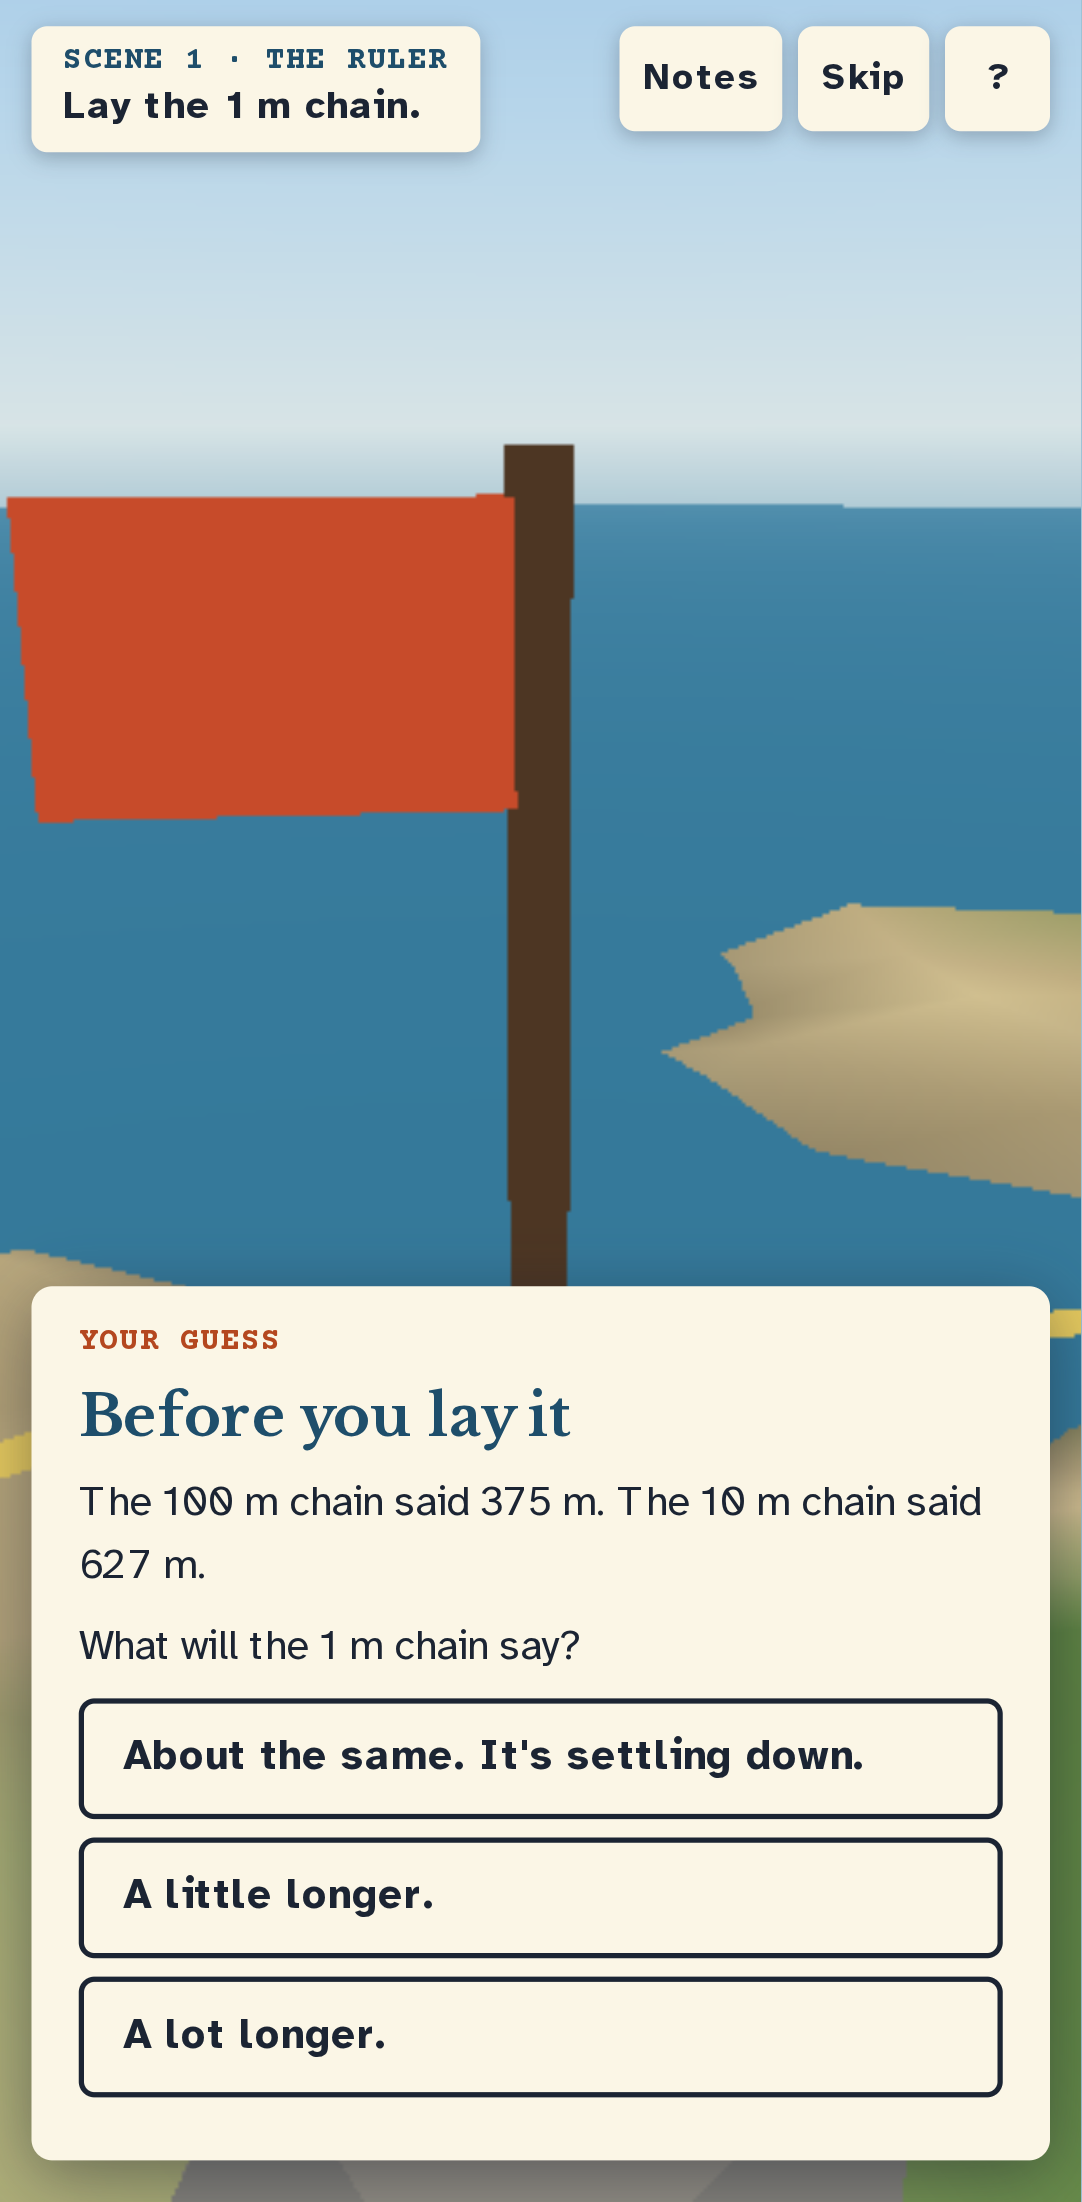 SCENE 1 · THE RULER
Lay the 1 m chain.
Notes
Skip
?
YOUR GUESS
Before you lay it
The 100 m chain said 375 m. The 10 m chain said
627 m.
What will the 1 m chain say?
About the same. It's settling down.
A little longer.
A lot longer.